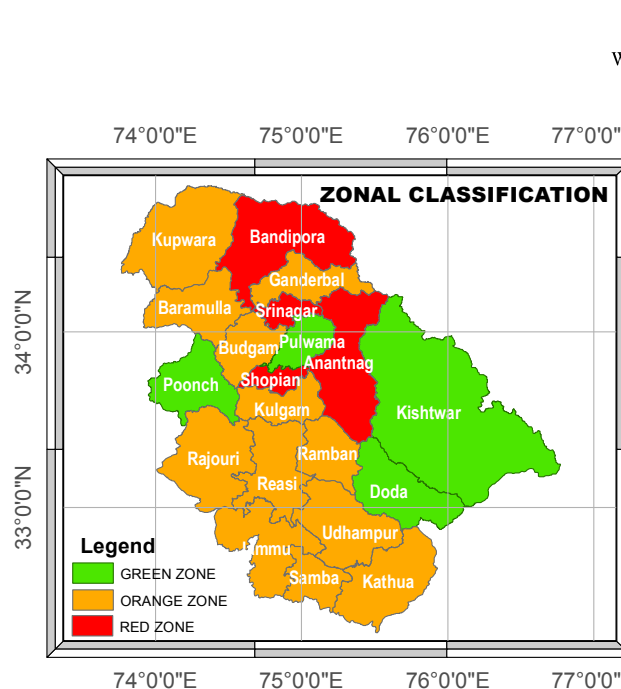 W
74°0'0"E 75°0'0"E 76°0'0"E 77°0'0"
ZONAL CLASSIFICATION
Kupwara
Bandipora
Ganderbal
Baramulla
Srinagar
34°0'0"N
34°0'0"N
Pulwama
Budgam
Anantnag
Shopian
Poonch
Kulgam
Kishtwar
Ramban
Rajouri
Reasi
Doda
33°0'0"N
Udhampur
Samba
Kathua
Legend
GREEN ZONE
ORANGE ZONE
RED ZONE
74°0'0"E 75°0'0"E 76°0'0"E 77°0'0"